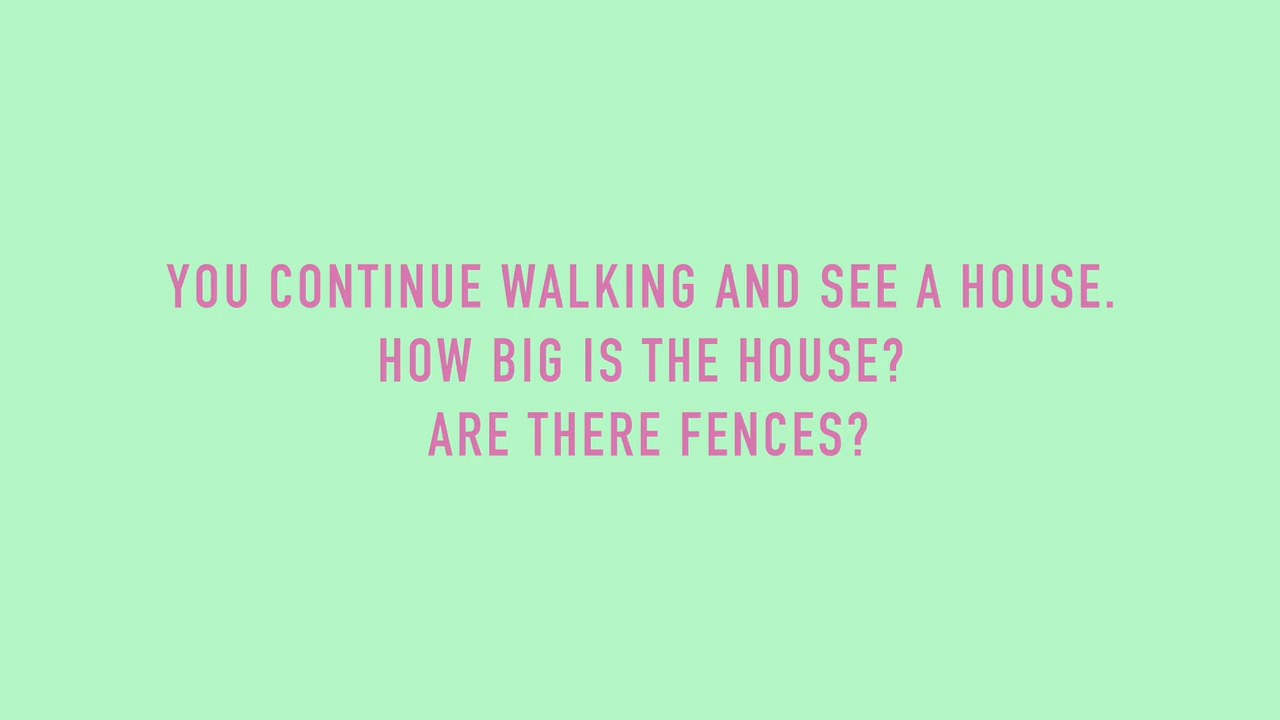 YOU CONTINUE WALKING AND SEE A HOUSE.
HOW BIG IS THE HOUSE?
ARE THERE FENCES?